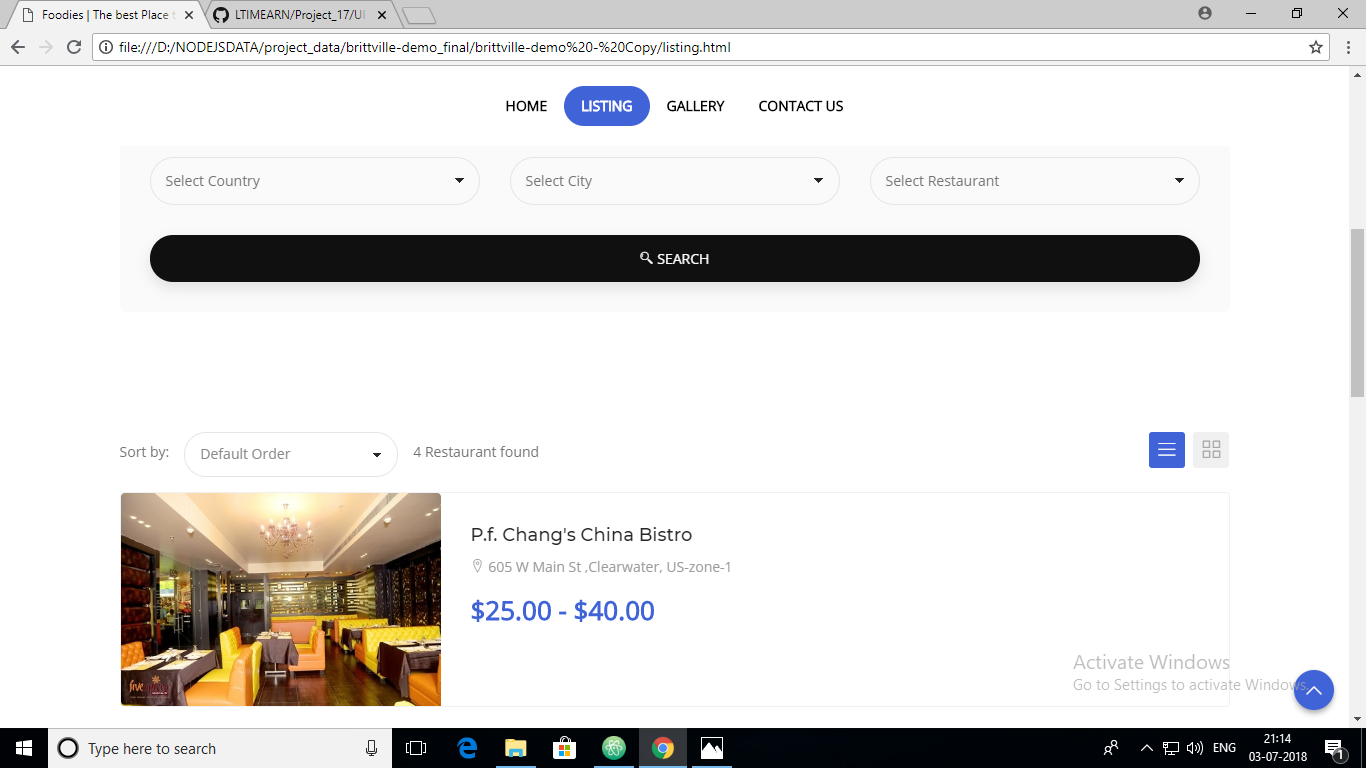 Foodies | The best Place t
LTIMEARN/Project_17/UI
file:///D:/NODEJSDATA/project_data/brittville-demo_final/brittville-demo%20-%20Copy/listing.html
HOME LISTING GALLERY CONTACT US
Select Country Select City Select Restaurant
SEARCH
Sort by: Default Order 4 Restaurant found
P.f. Chang's China Bistro
605 W Main St ,Clearwater, US-zone-1
$25.00 - $40.00
five
Activate Windows
Go to Settings to activate Windows.
Type here to search
ENG
21:14
03-07-2018
1